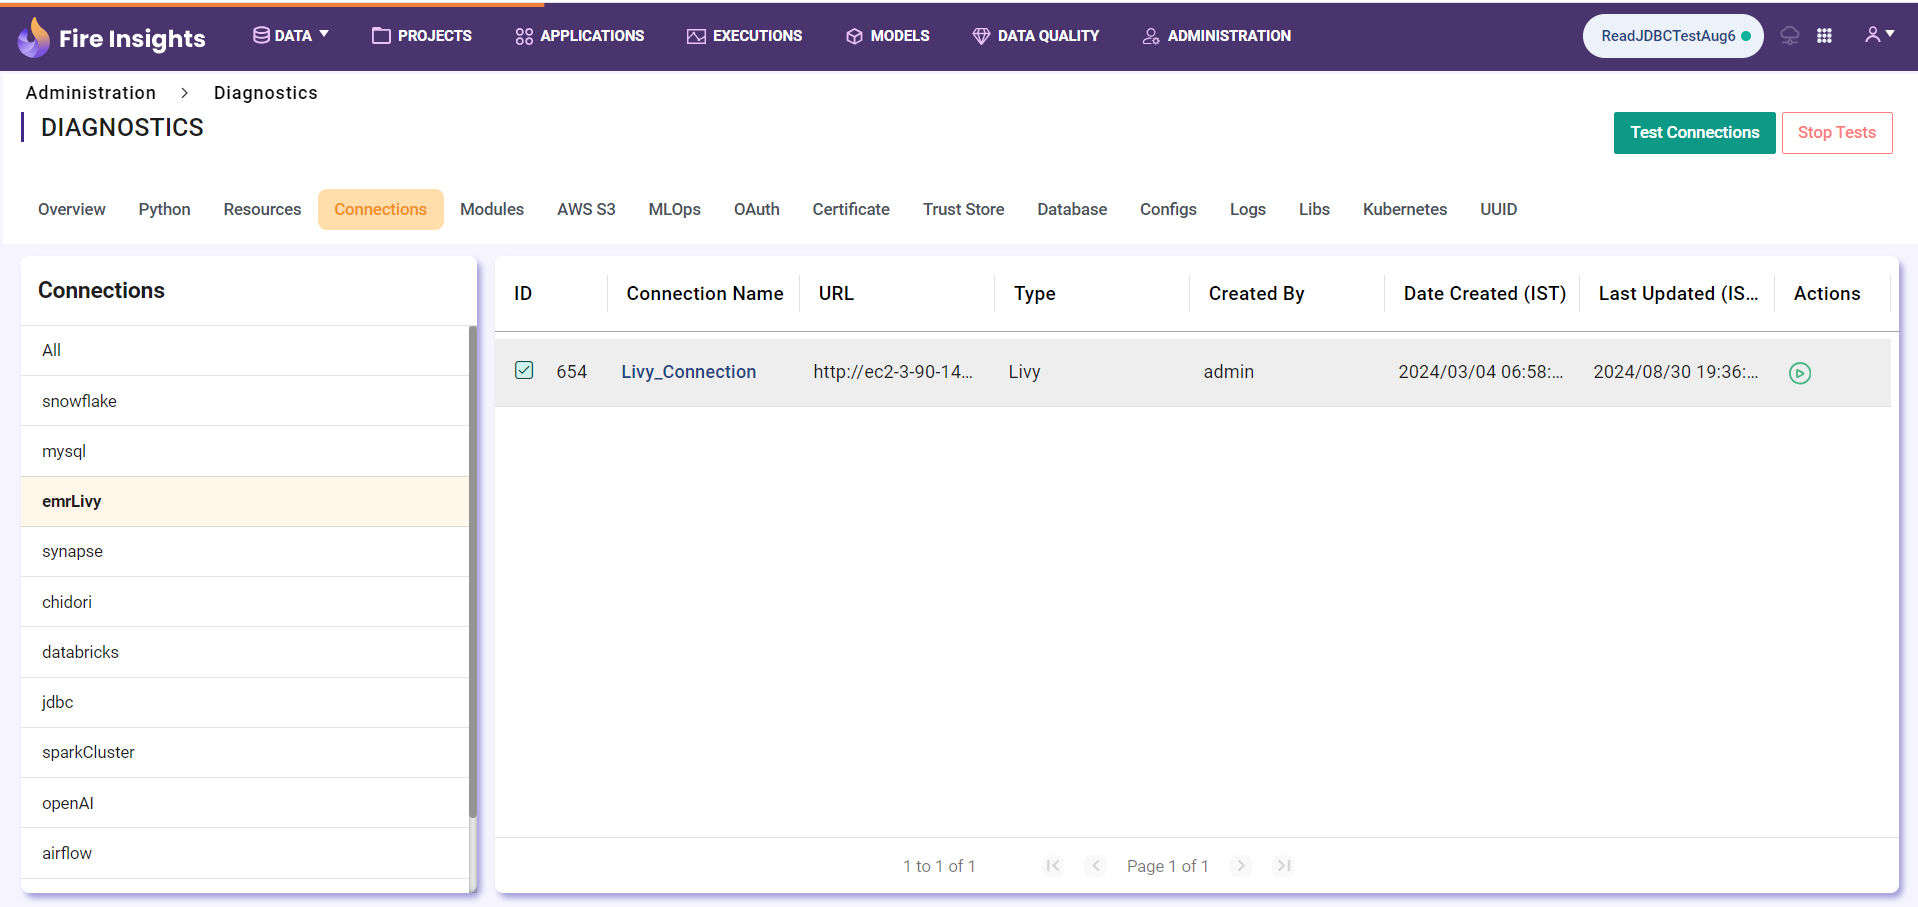 Fire Insights DATA PROJECTS APPLICATIONS EXECUTIONS MODELS DATA QUALITY ADMINISTRATION ReadJDBCTestAug6
Administration > Diagnostics
DIAGNOSTICS
Test Connections Stop Tests
Overview Python Resources Connections Modules AWS S3 MLOps OAuth Certificate Trust Store Database Configs Logs Libs Kubernetes UUID
Connections
All
snowflake
mysql
emrLivy
synapse
chidori
databricks
jdbc
sparkCluster
openAI
airflow
ID Connection Name URL Type Created By Date Created (IST) Last Updated (IS... Actions
654 Livy_Connection http://ec2-3-90-14... Livy admin 2024/03/04 06:58:... 2024/08/30 19:36:...
1 to 1 of 1 Page 1 of 1